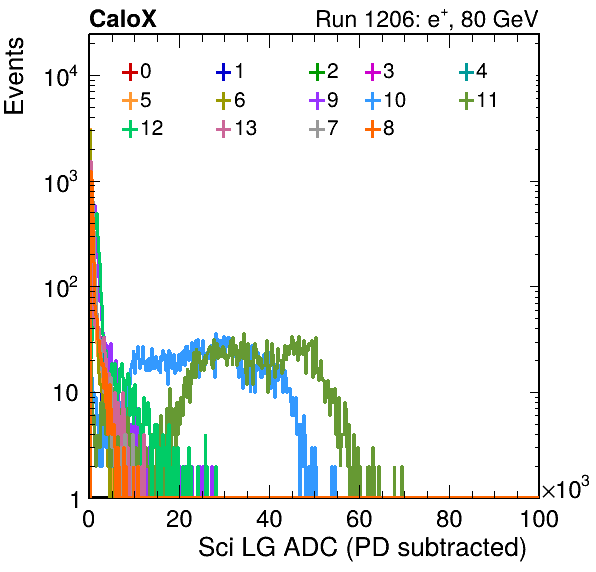 CaloX Run 1206: e⁺, 80 GeV
Events
10⁴
10³
10²
10
1
0 1 2 3 4
5 6 9 10 11
12 13 7 8
0 20 40 60 80 100
×10³
Sci LG ADC (PD subtracted)